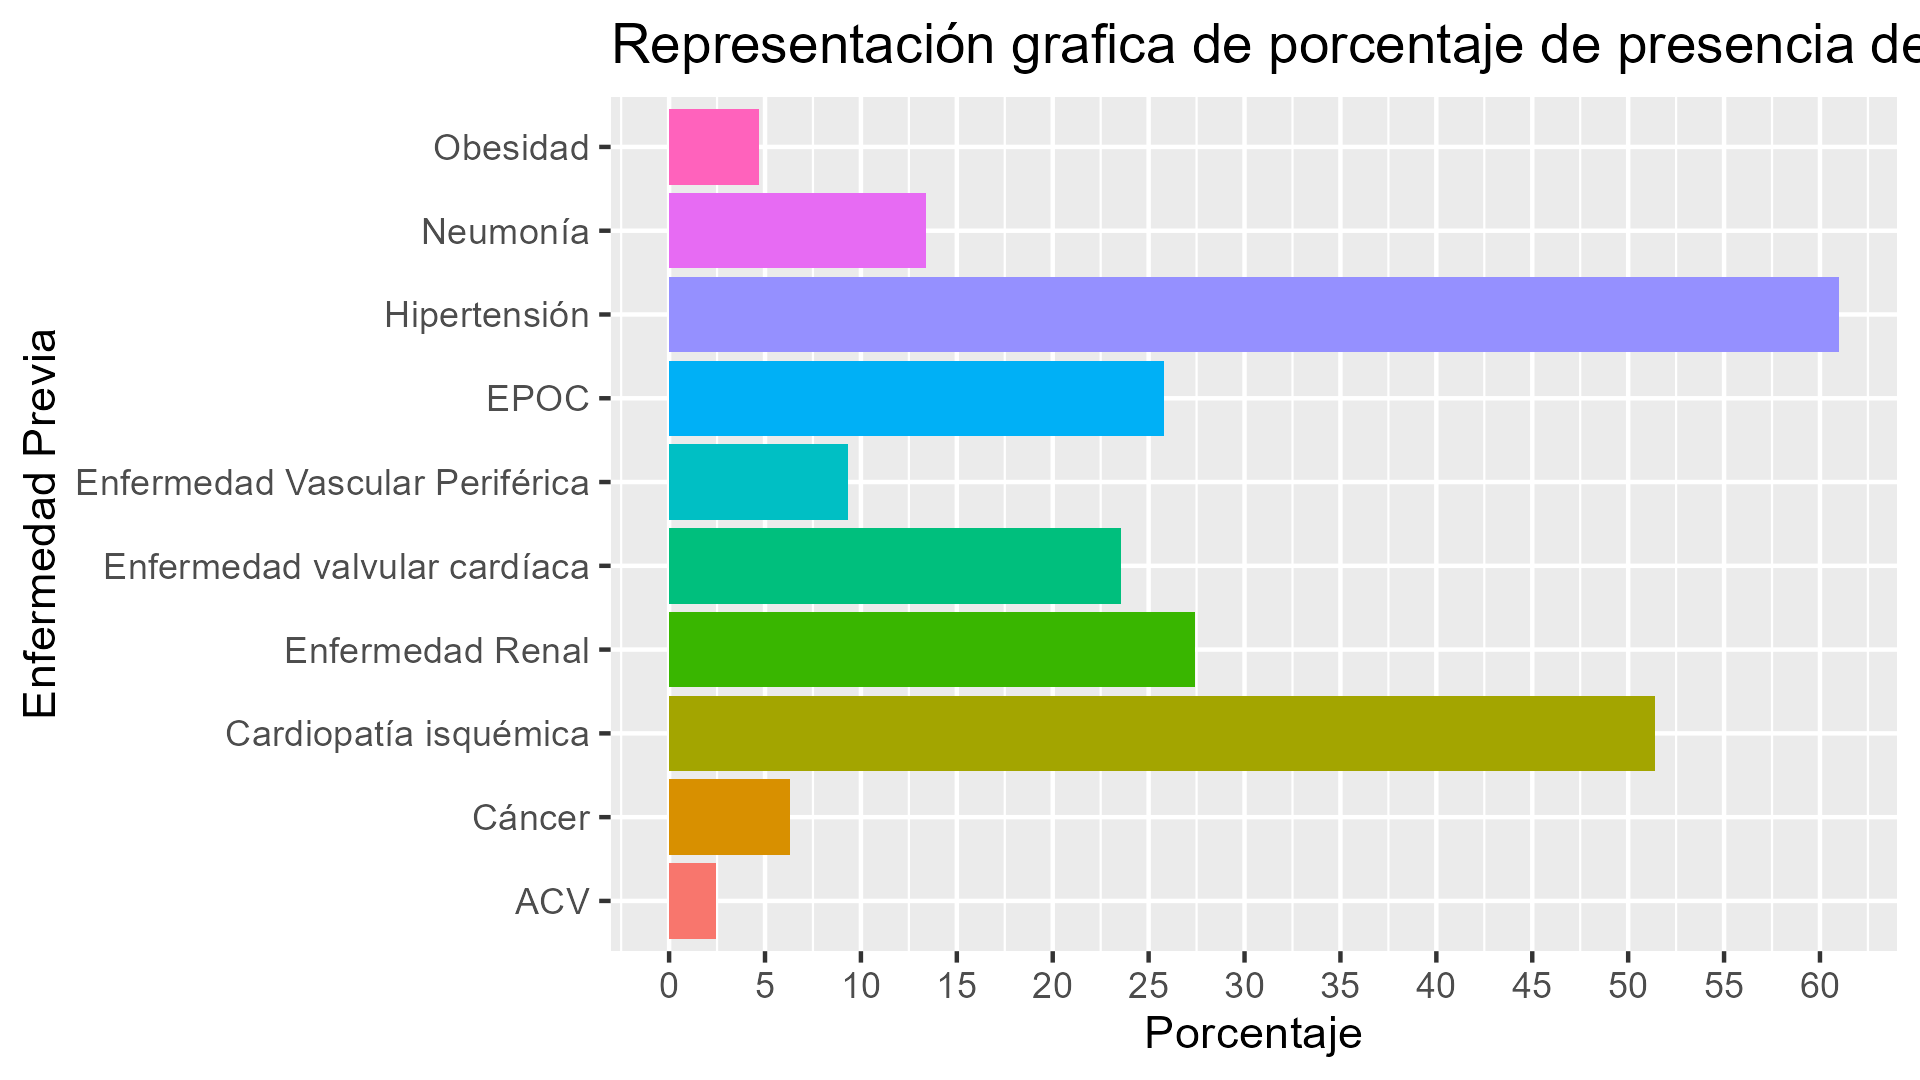 Representación grafica de porcentaje de presencia de
Enfermedad Previa
Obesidad
Neumonía
Hipertensión
EPOC
Enfermedad Vascular Periférica
Enfermedad valvular cardíaca
Enfermedad Renal
Cardiopatía isquémica
Cáncer
ACV
0 5 10 15 20 25 30 35 40 45 50 55 60
Porcentaje